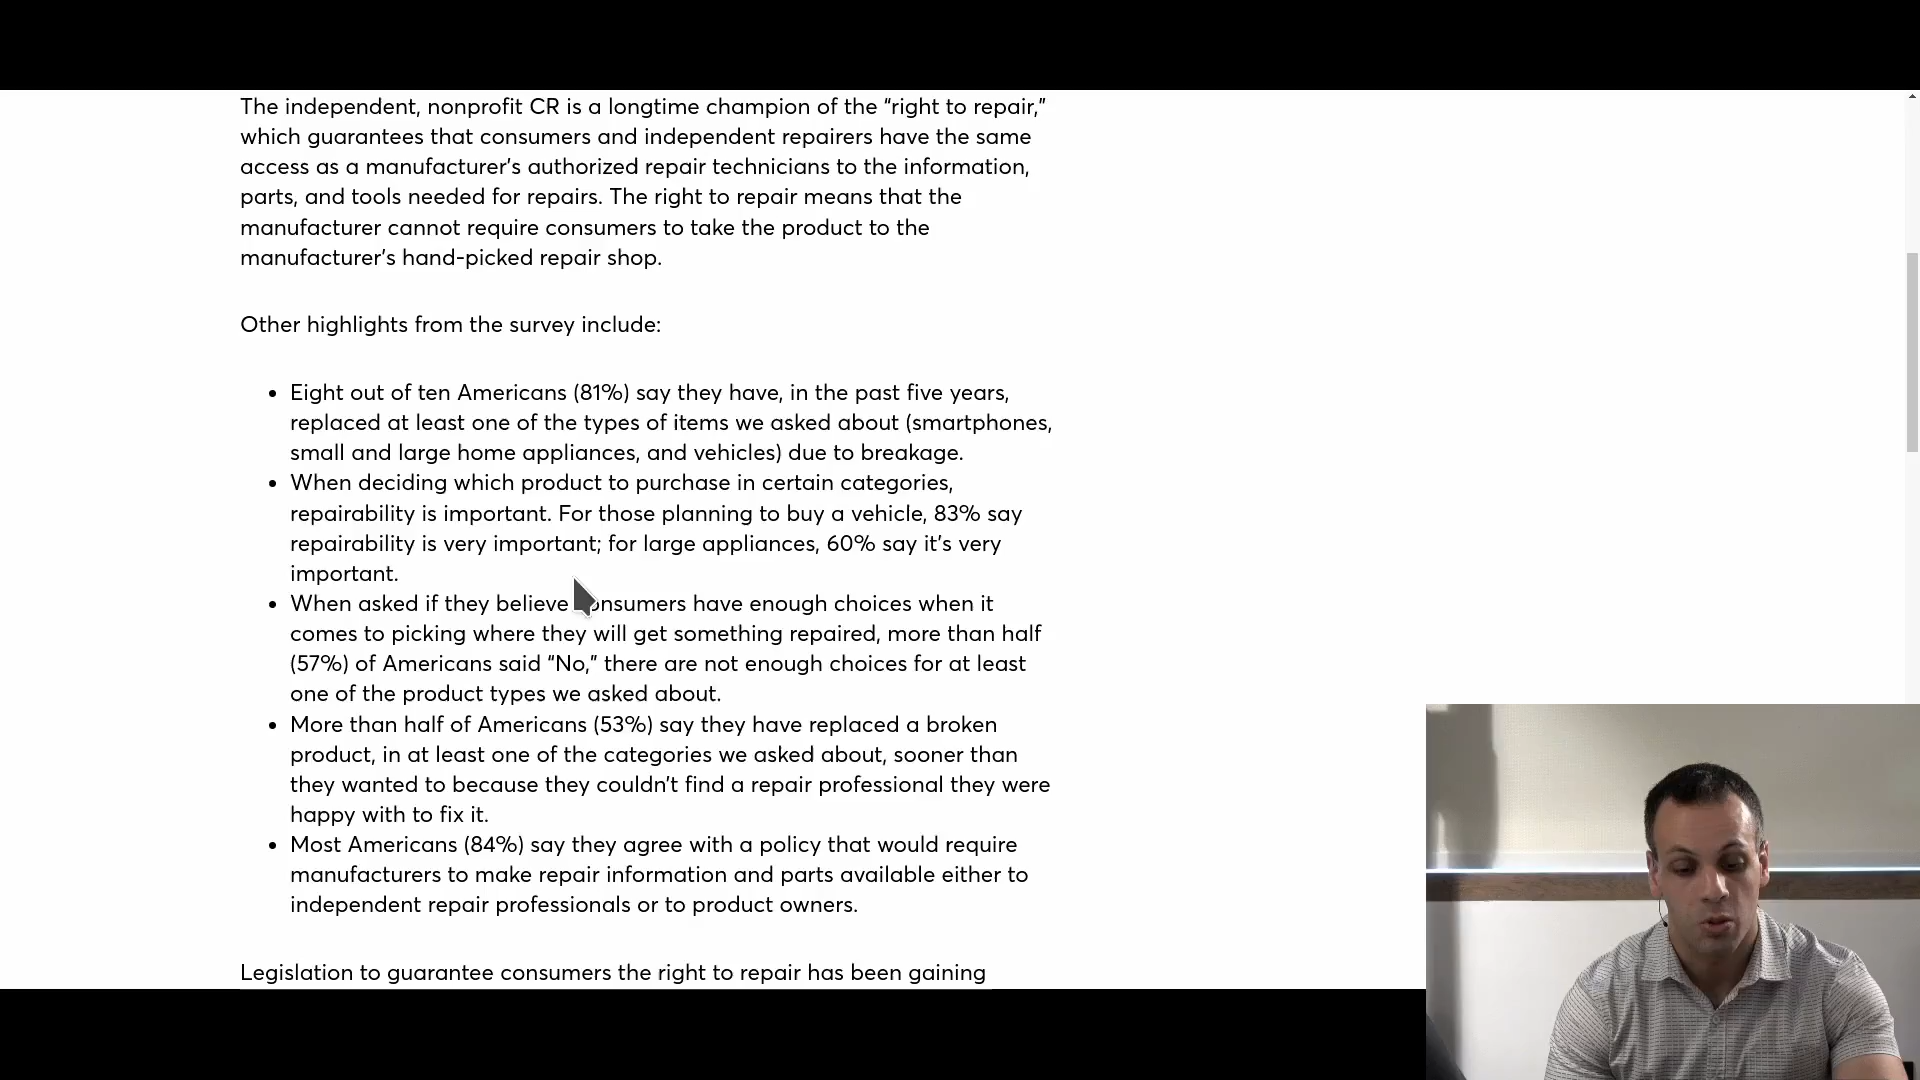 The independent, nonprofit CR is a longtime champion of the “right to repair,”
which guarantees that consumers and independent repairers have the same
access as a manufacturer’s authorized repair technicians to the information,
parts, and tools needed for repairs. The right to repair means that the
manufacturer cannot require consumers to take the product to the
manufacturer’s hand-picked repair shop.
Other highlights from the survey include:
• Eight out of ten Americans (81%) say they have, in the past five years,
replaced at least one of the types of items we asked about (smartphones,
small and large home appliances, and vehicles) due to breakage.
• When deciding which product to purchase in certain categories,
repairability is important. For those planning to buy a vehicle, 83% say
repairability is very important; for large appliances, 60% say it’s very
important.
• When asked if they believe consumers have enough choices when it
comes to picking where they will get something repaired, more than half
(57%) of Americans said “No,” there are not enough choices for at least
one of the product types we asked about.
• More than half of Americans (53%) say they have replaced a broken
product, in at least one of the categories we asked about, sooner than
they wanted to because they couldn’t find a repair professional they were
happy with to fix it.
• Most Americans (84%) say they agree with a policy that would require
manufacturers to make repair information and parts available either to
independent repair professionals or to product owners.
Legislation to guarantee consumers the right to repair has been gaining